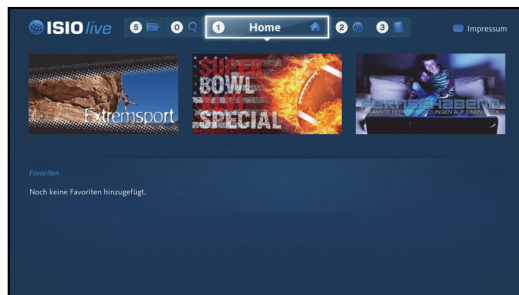 ISIO live 5 0 1 Home 2 3 Impressum
Extremsport
SUPER
BOWL
XLVI
SPECIAL
FERNSEHABEND
Favoriten
Noch keine Favoriten hinzugefügt.